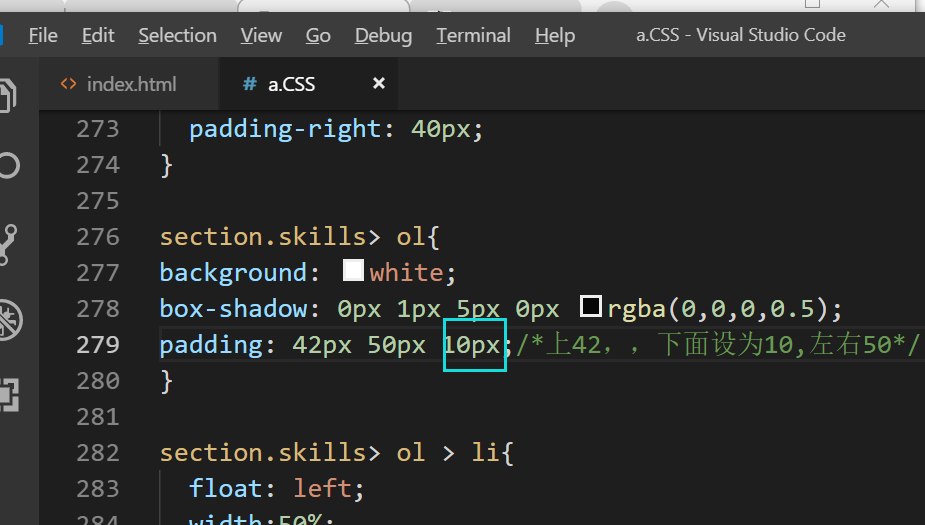 File Edit Selection View Go Debug Terminal Help a.CSS - Visual Studio Code
<> index.html # a.CSS ×
273 padding-right: 40px;
274 }
275
276 section.skills> ol{
277 background: white;
278 box-shadow: 0px 1px 5px 0px rgba(0,0,0,0.5);
279 padding: 42px 50px 10px;/*上42，，下面设为10,左右50*/
280 }
281
282 section.skills> ol > li{
283 float: left;
284 width:50%;